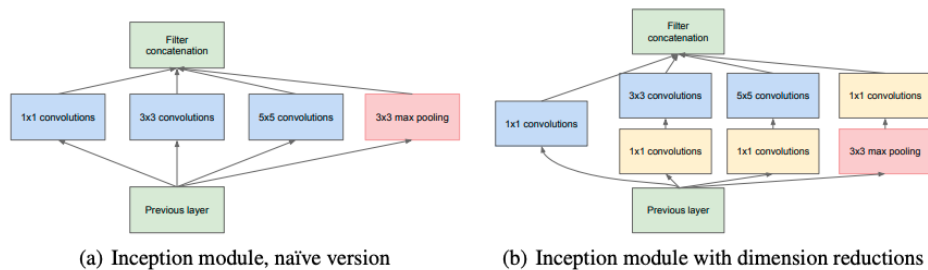 Filter
concatenation
1x1 convolutions
3x3 convolutions
5x5 convolutions
3x3 max pooling
Previous layer
(a) Inception module, naïve version
Filter
concatenation
3x3 convolutions
5x5 convolutions
1x1 convolutions
1x1 convolutions
1x1 convolutions
1x1 convolutions
3x3 max pooling
Previous layer
(b) Inception module with dimension reductions